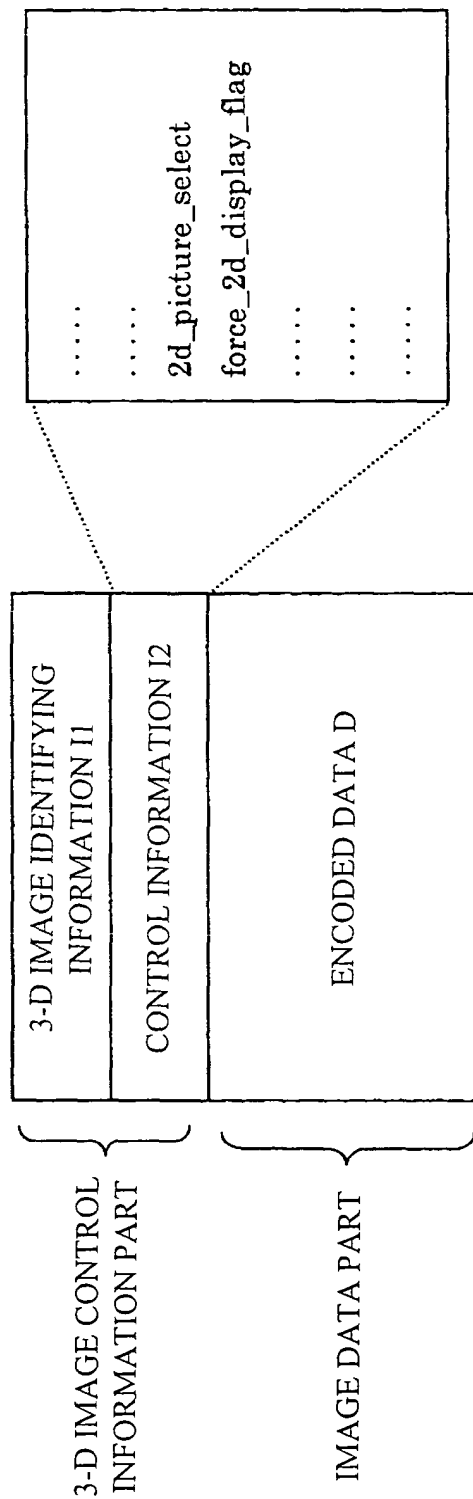 3-D IMAGE CONTROL
INFORMATION PART
IMAGE DATA PART
3-D IMAGE IDENTIFYING
INFORMATION I1
CONTROL INFORMATION I2
ENCODED DATA D
.....
.....
2d_picture_select
force_2d_display_flag
.....
.....
.....